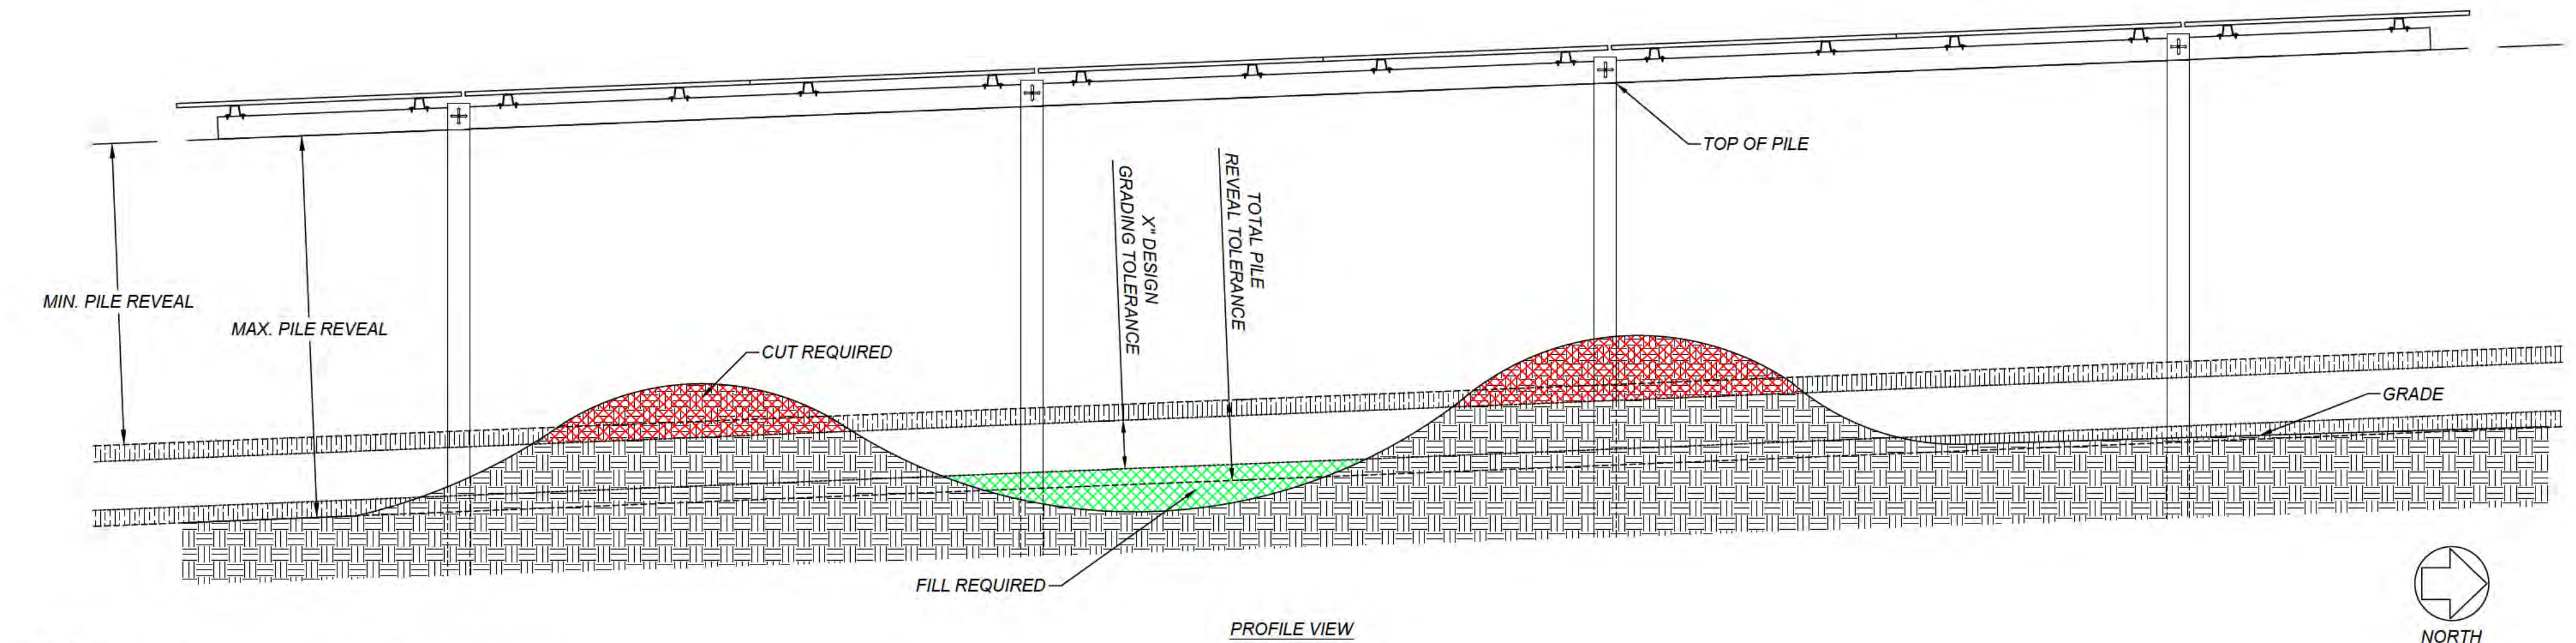 TOP OF PILE
X" DESIGN
GRADING TOLERANCE
TOTAL PILE
REVEAL TOLERANCE
MIN. PILE REVEAL
MAX. PILE REVEAL
CUT REQUIRED
GRADE
FILL REQUIRED
PROFILE VIEW
NORTH